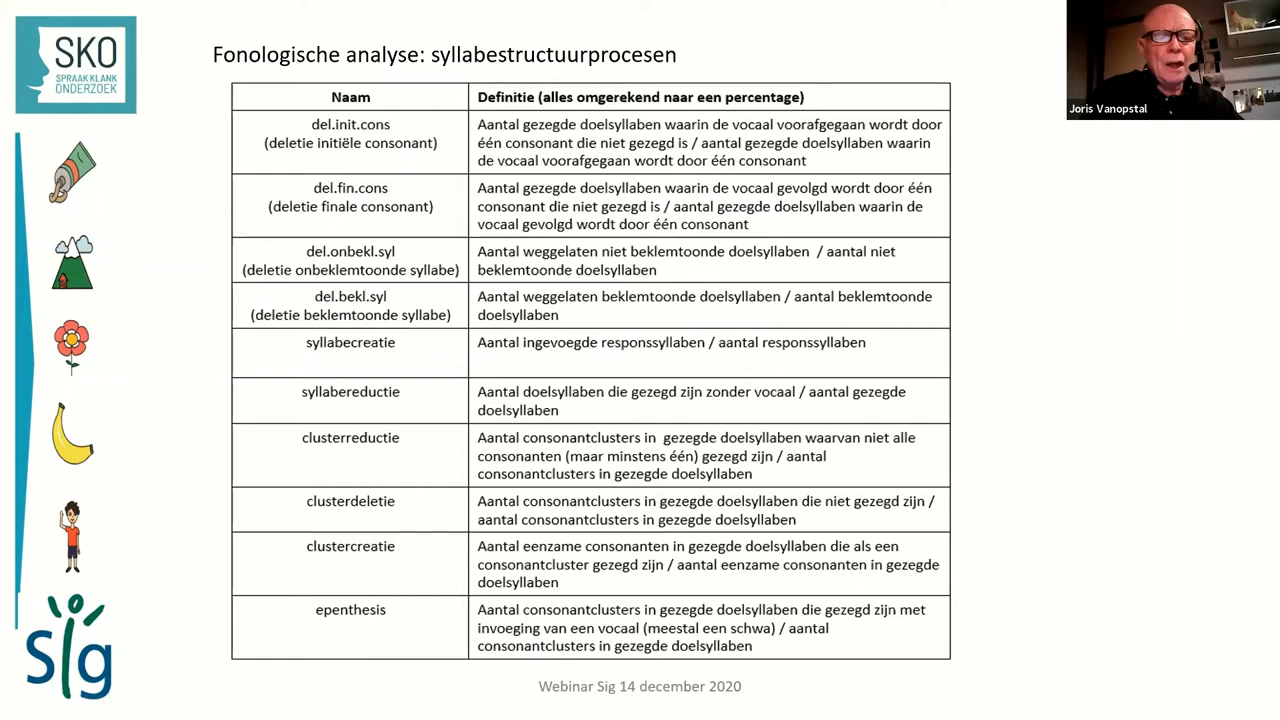 SKO
SPRAAK KLANK
ONDERZOEK
Fonologische analyse: syllabestructuurprocesen
Naam
Definitie (alles omgerekend naar een percentage)
del.init.cons
(deletie initiële consonant)
Aantal gezegde doelsyllaben waarin de vocaal voorafgegaan wordt door
één consonant die niet gezegd is / aantal gezegde doelsyllaben waarin
de vocaal voorafgegaan wordt door één consonant
del.fin.cons
(deletie finale consonant)
Aantal gezegde doelsyllaben waarin de vocaal gevolgd wordt door één
consonant die niet gezegd is / aantal gezegde doelsyllaben waarin de
vocaal gevolgd wordt door één consonant
del.onbekl.syl
(deletie onbeklemtoonde syllabe)
Aantal weggelaten niet beklemtoonde doelsyllaben / aantal niet
beklemtoonde doelsyllaben
del.bekl.syl
(deletie beklemtoonde syllabe)
Aantal weggelaten beklemtoonde doelsyllaben / aantal beklemtoonde
doelsyllaben
syllabecreatie
Aantal ingevoegde responssyllaben / aantal responssyllaben
syllabereductie
Aantal doelsyllaben die gezegd zijn zonder vocaal / aantal gezegde
doelsyllaben
clusterreductie
Aantal consonantclusters in gezegde doelsyllaben waarvan niet alle
consonanten (maar minstens één) gezegd zijn / aantal
consonantclusters in gezegde doelsyllaben
clusterdeletie
Aantal consonantclusters in gezegde doelsyllaben die niet gezegd zijn /
aantal consonantclusters in gezegde doelsyllaben
clustercreatie
Aantal eenzame consonanten in gezegde doelsyllaben die als een
consonantcluster gezegd zijn / aantal eenzame consonanten in gezegde
doelsyllaben
epenthesis
Aantal consonantclusters in gezegde doelsyllaben die gezegd zijn met
invoeging van een vocaal (meestal een schwa) / aantal
consonantclusters in gezegde doelsyllaben
sig
Webinar Sig 14 december 2020
Joris Vanopstal